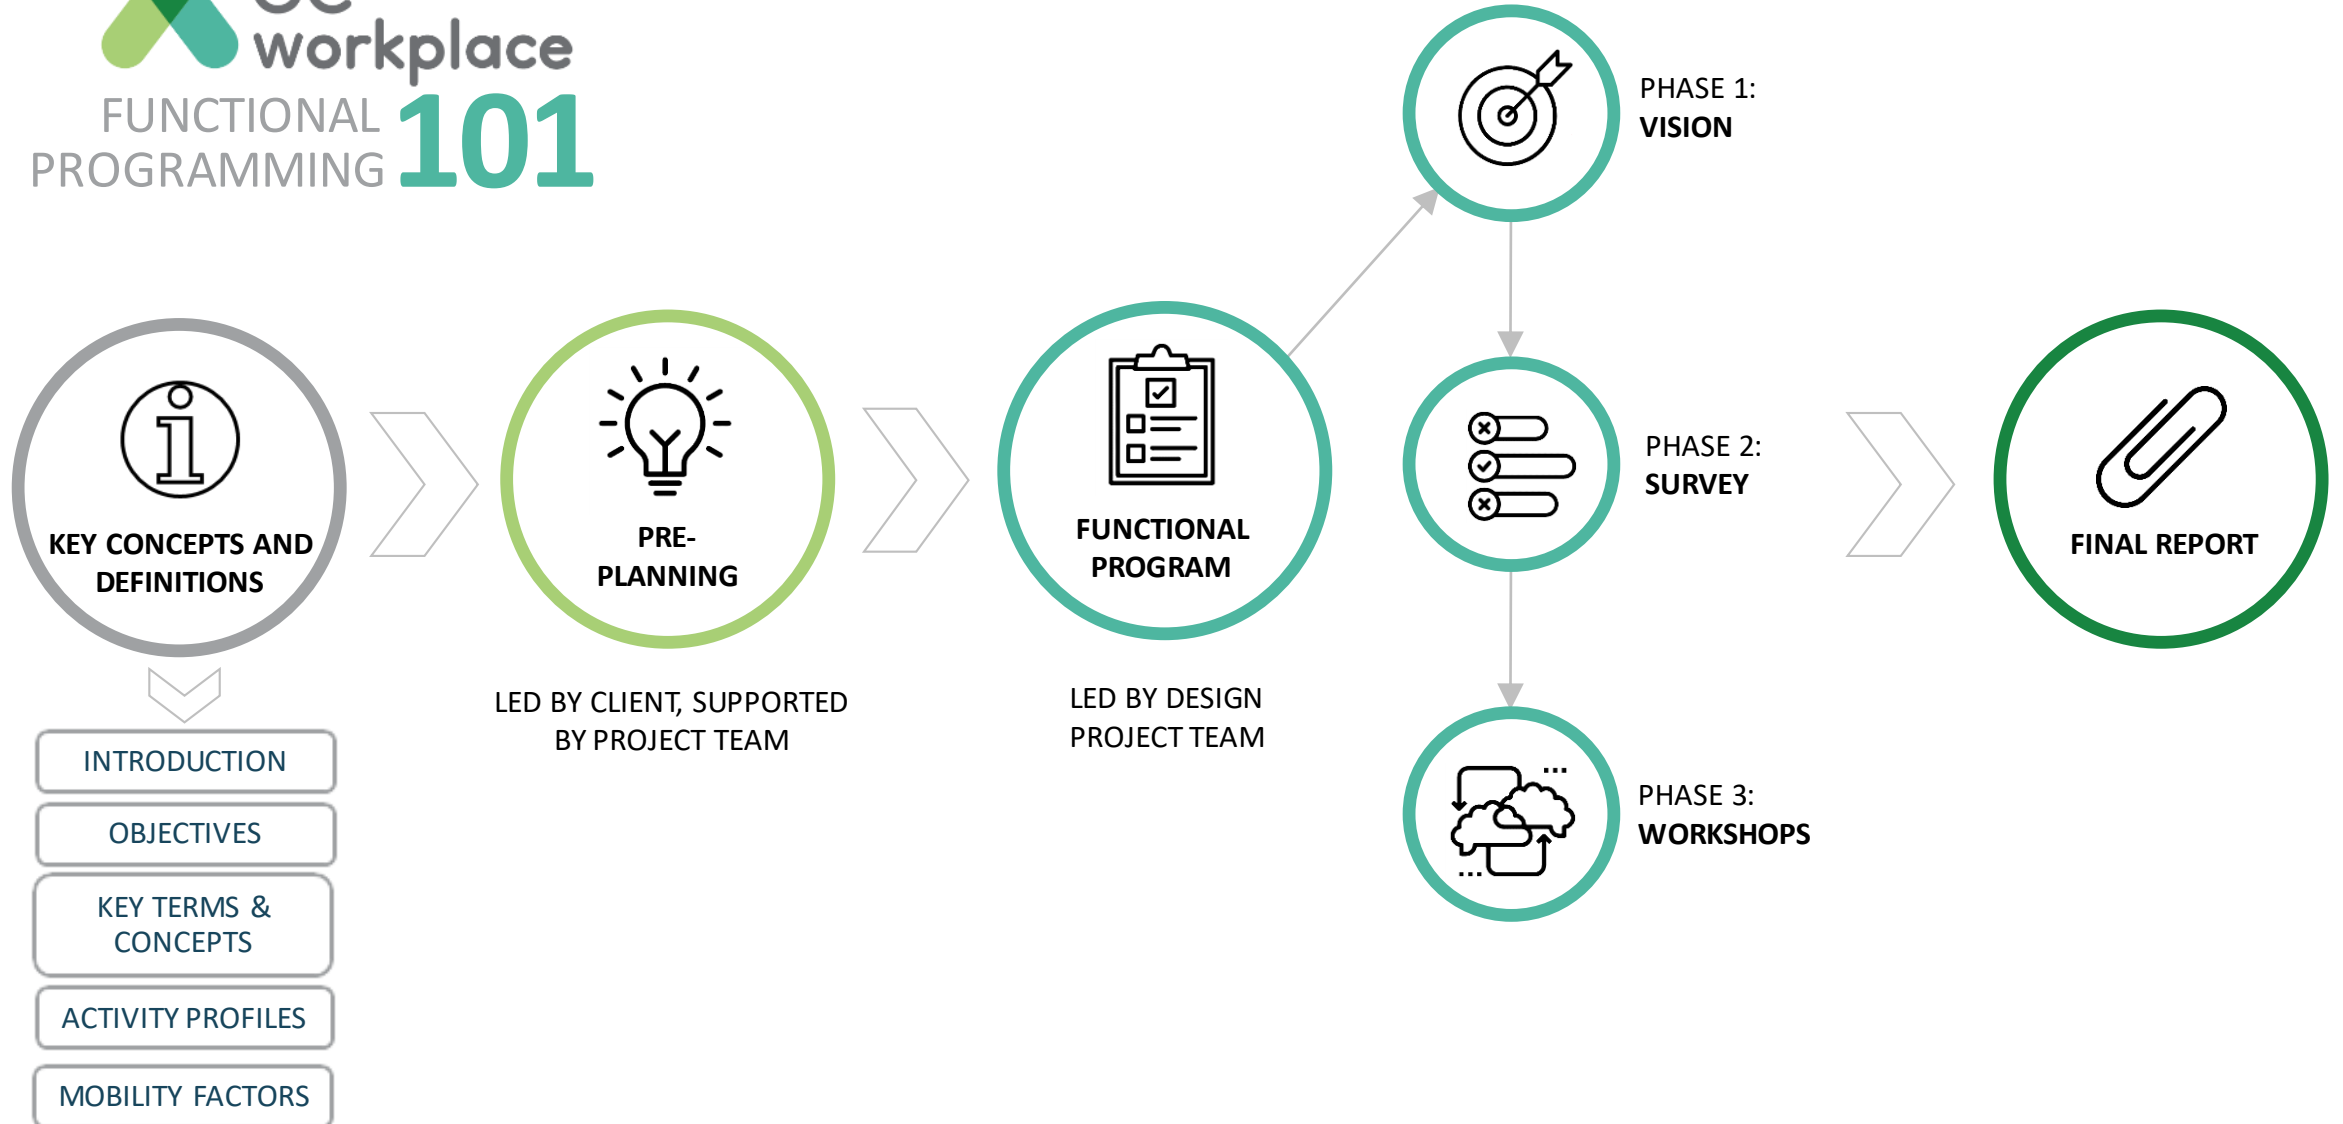 workplace
FUNCTIONAL
PROGRAMMING 101
PHASE 1:
VISION
KEY CONCEPTS AND
DEFINITIONS
PRE-
PLANNING
FUNCTIONAL
PROGRAM
PHASE 2:
SURVEY
FINAL REPORT
LED BY CLIENT, SUPPORTED
BY PROJECT TEAM
LED BY DESIGN
PROJECT TEAM
PHASE 3:
WORKSHOPS
INTRODUCTION
OBJECTIVES
KEY TERMS &
CONCEPTS
ACTIVITY PROFILES
MOBILITY FACTORS